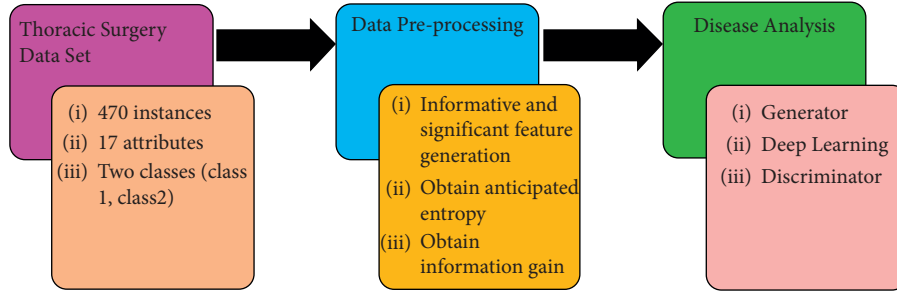 Thoracic Surgery
Data Set
(i) 470 instances
(ii) 17 attributes
(iii) Two classes (class
1, class2)
Data Pre-processing
(i) Informative and
significant feature
generation
(ii) Obtain anticipated
entropy
(iii) Obtain
information gain
Disease Analysis
(i) Generator
(ii) Deep Learning
(iii) Discriminator